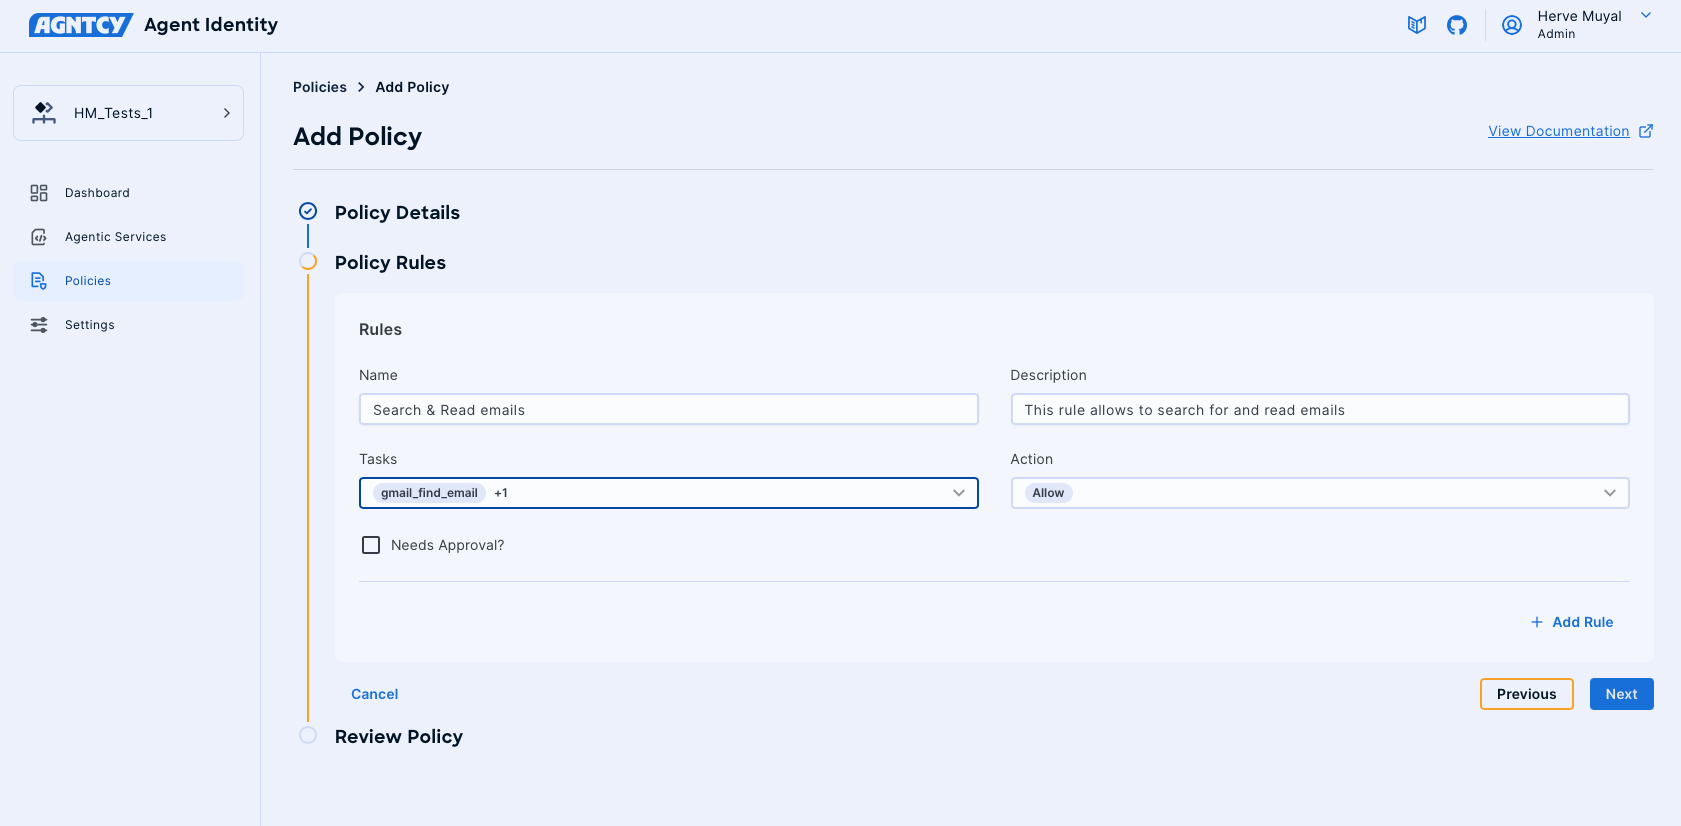 AGNTCY Agent Identity
Herve Muyal
Admin
HM_Tests_1
Dashboard
Agentic Services
Policies
Settings
Policies > Add Policy
Add Policy
View Documentation
Policy Details
Policy Rules
Rules
Name
Description
Search & Read emails
This rule allows to search for and read emails
Tasks
Action
gmail_find_email +1
Allow
Needs Approval?
+ Add Rule
Cancel
Previous
Next
Review Policy